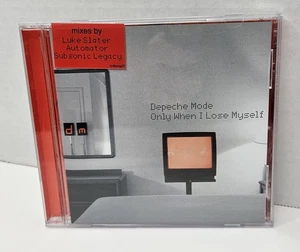 mixes by
Luke Slater
Automator
Subsonic Legacy
Depeche Mode
Only When I Lose Myself
dm